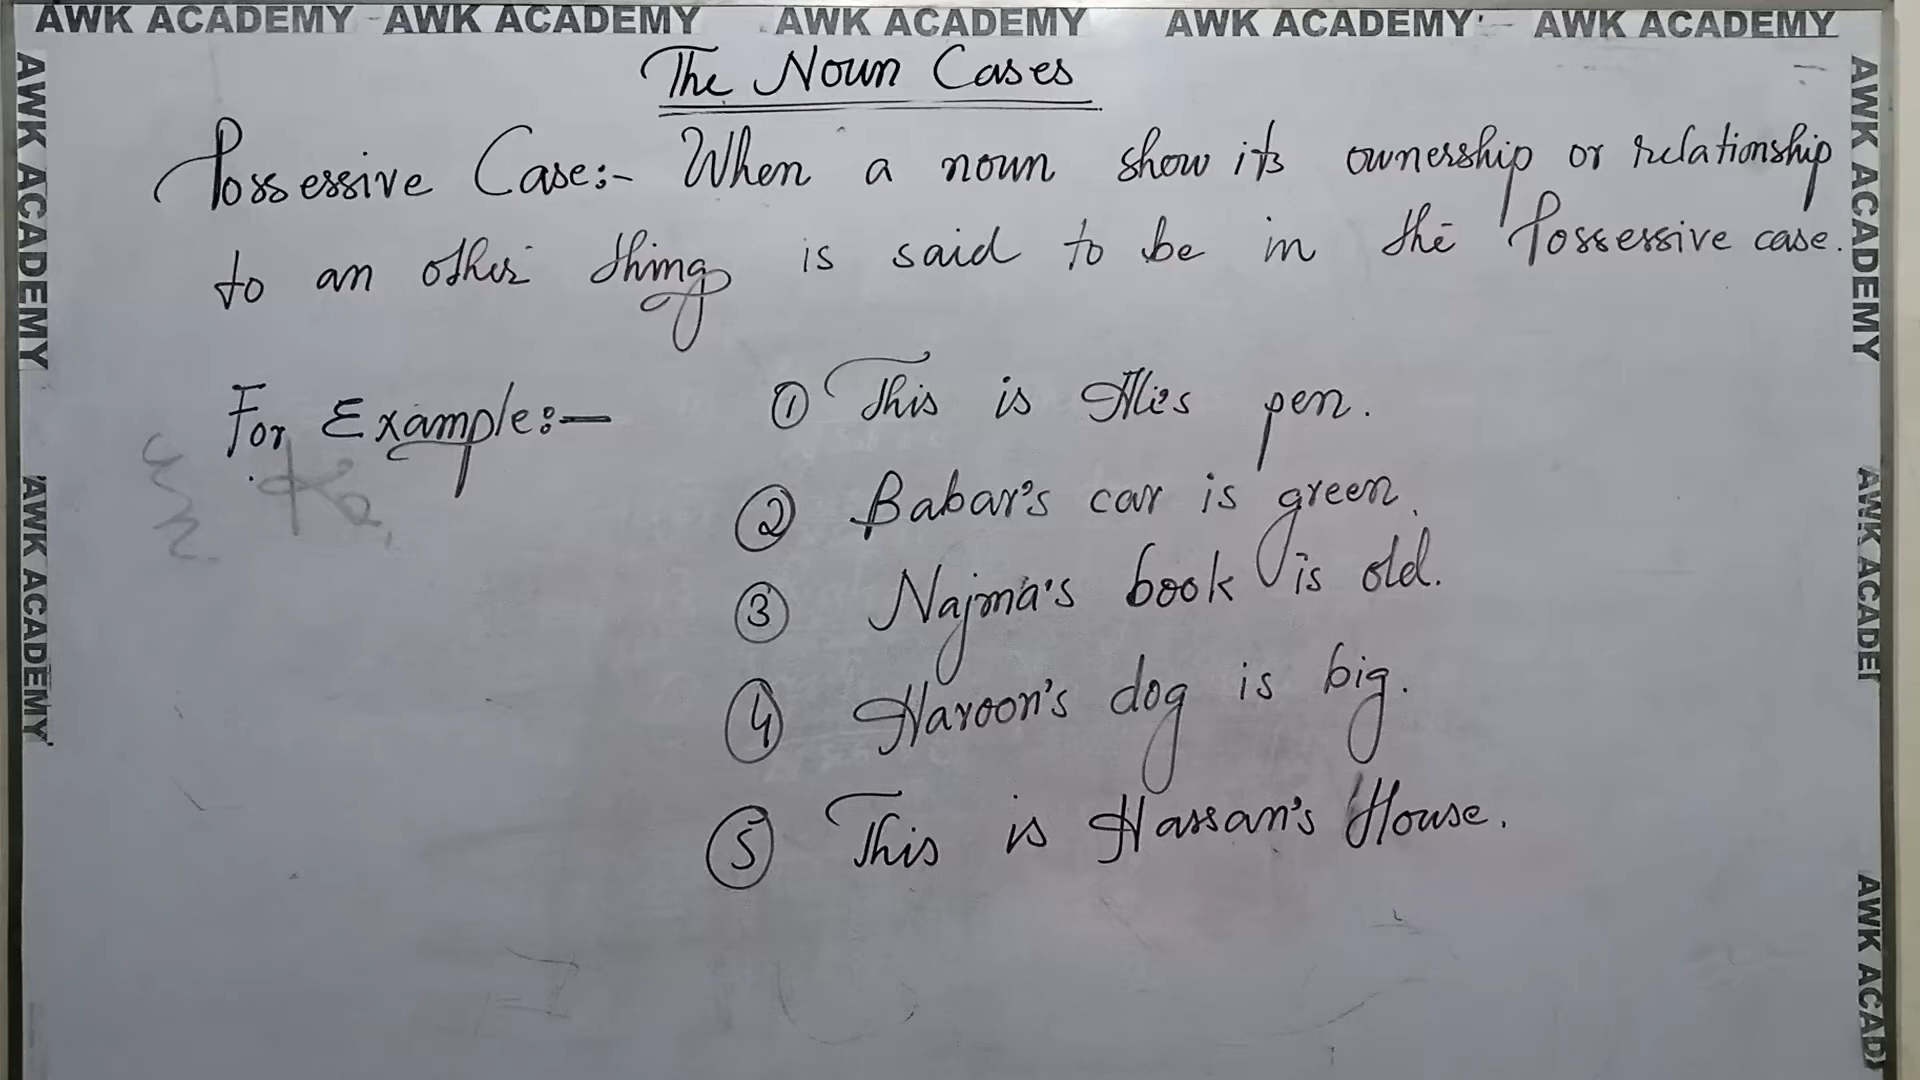 AWK ACADEMY AWK ACADEMY AWK ACADEMY AWK ACADEMY AWK ACADEMY
The Noun Cases
Possessive Case:- When a noun show its ownership or relationship
to an other thing is said to be in the Possessive case.
For Example:-
① This is Ali's pen.
② Babar's car is green.
③ Najma's book is old.
④ Haroon's dog is big.
⑤ This is Hassan's House.
AWK ACADEMY
AWK ACADEMY
AWK ACADEMY
AWK ACADEI
AWK ACAD